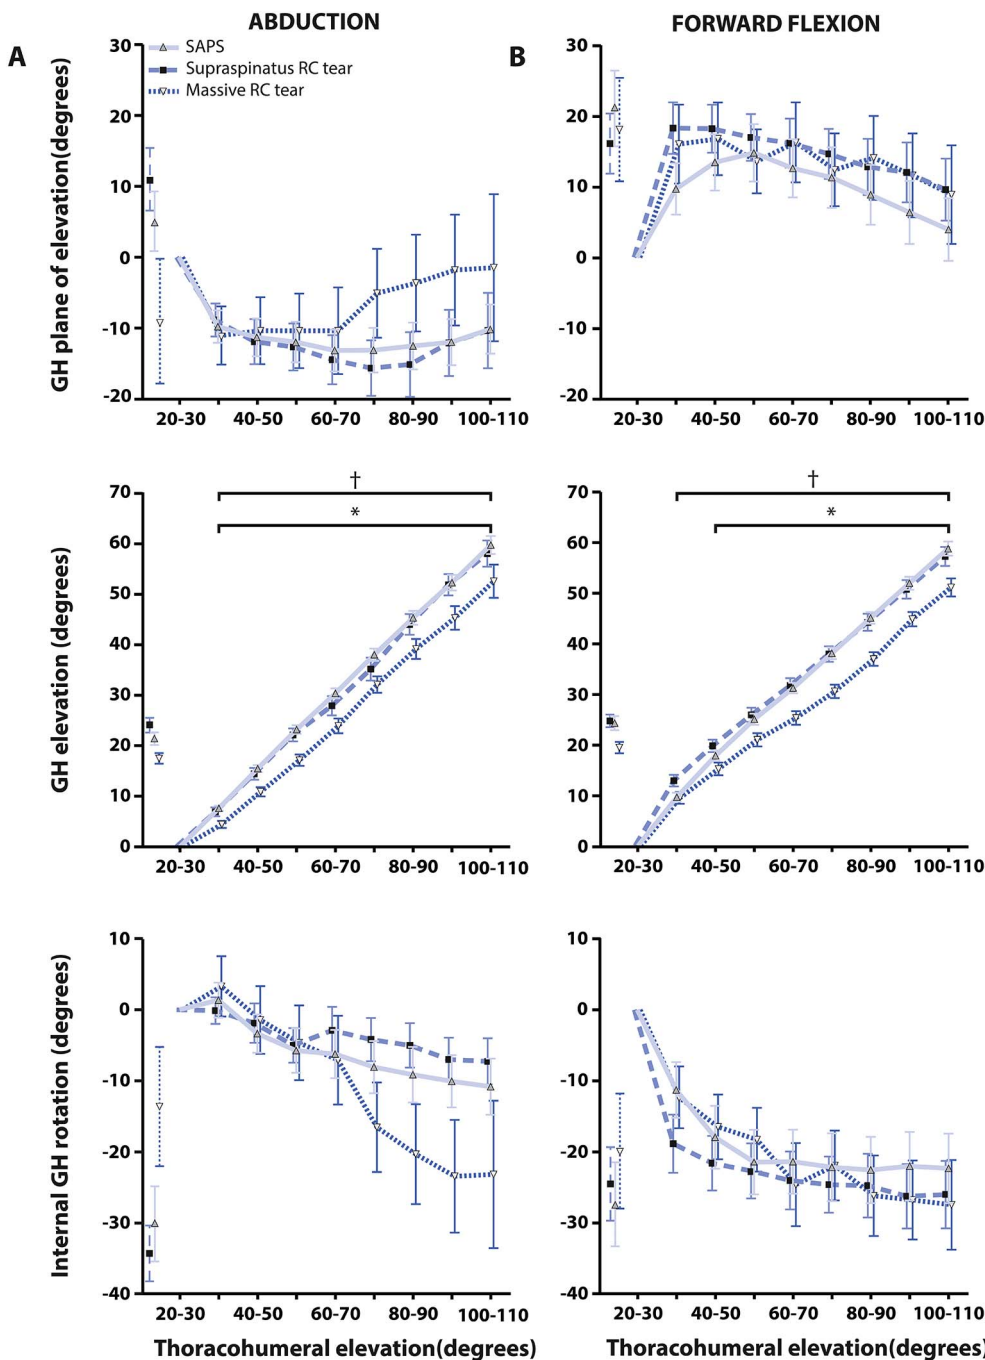 ABDUCTION
FORWARD FLEXION
A
B
SAPS
Supraspinatus RC tear
Massive RC tear
GH plane of elevation(degrees)
30
20
10
0
-10
-20
20-30 40-50 60-70 80-90 100-110
30
20
10
0
-10
-20
20-30 40-50 60-70 80-90 100-110
GH elevation (degrees)
70
60
50
40
30
20
10
0
†
*
20-30 40-50 60-70 80-90 100-110
70
60
50
40
30
20
10
0
†
*
20-30 40-50 60-70 80-90 100-110
Internal GH rotation (degrees)
10
0
-10
-20
-30
-40
20-30 40-50 60-70 80-90 100-110
Thoracohumeral elevation(degrees)
10
0
-10
-20
-30
-40
20-30 40-50 60-70 80-90 100-110
Thoracohumeral elevation(degrees)